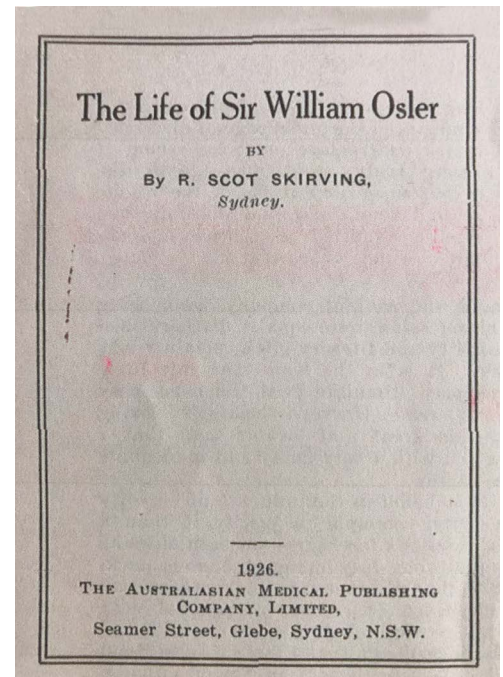 The Life of Sir William Osler
BY
By R. SCOT SKIRVING,
Sydney.
1926.
THE AUSTRALASIAN MEDICAL PUBLISHING
COMPANY, LIMITED,
Seamer Street, Glebe, Sydney, N.S.W.